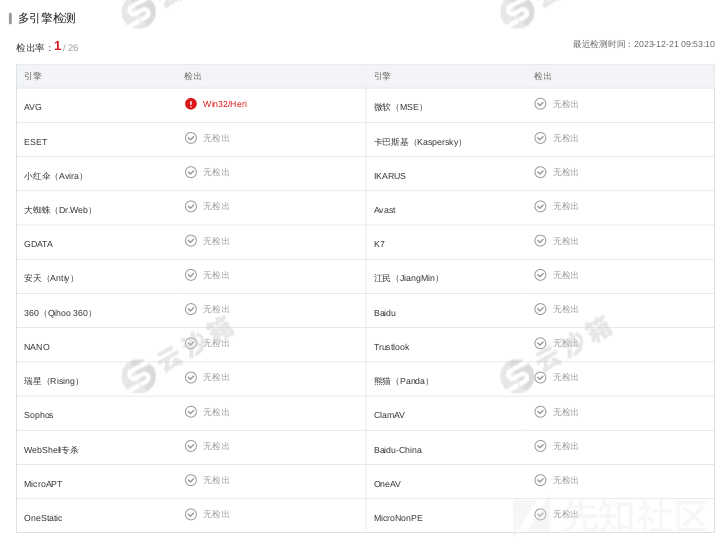 多引擎检测
检出率：1 / 26 最近检测时间：2023-12-21 09:53:10
引擎 检出 引擎 检出
AVG Win32/Heri 微软（MSE） 无检出
ESET 无检出 卡巴斯基（Kaspersky） 无检出
小红伞（Avira） 无检出 IKARUS 无检出
大蜘蛛（Dr.Web） 无检出 Avast 无检出
GDATA 无检出 K7 无检出
安天（Antiy） 无检出 江民（JiangMin） 无检出
360（Qihoo 360） 无检出 Baidu 无检出
NANO 无检出 Trustlook 无检出
瑞星（Rising） 无检出 熊猫（Panda） 无检出
Sophos 无检出 ClamAV 无检出
WebShell专杀 无检出 Baidu-China 无检出
MicroAPT 无检出 OneAV 无检出
OneStatic 无检出 MicroNonPE 无检出
云沙箱
云沙箱
先知社区